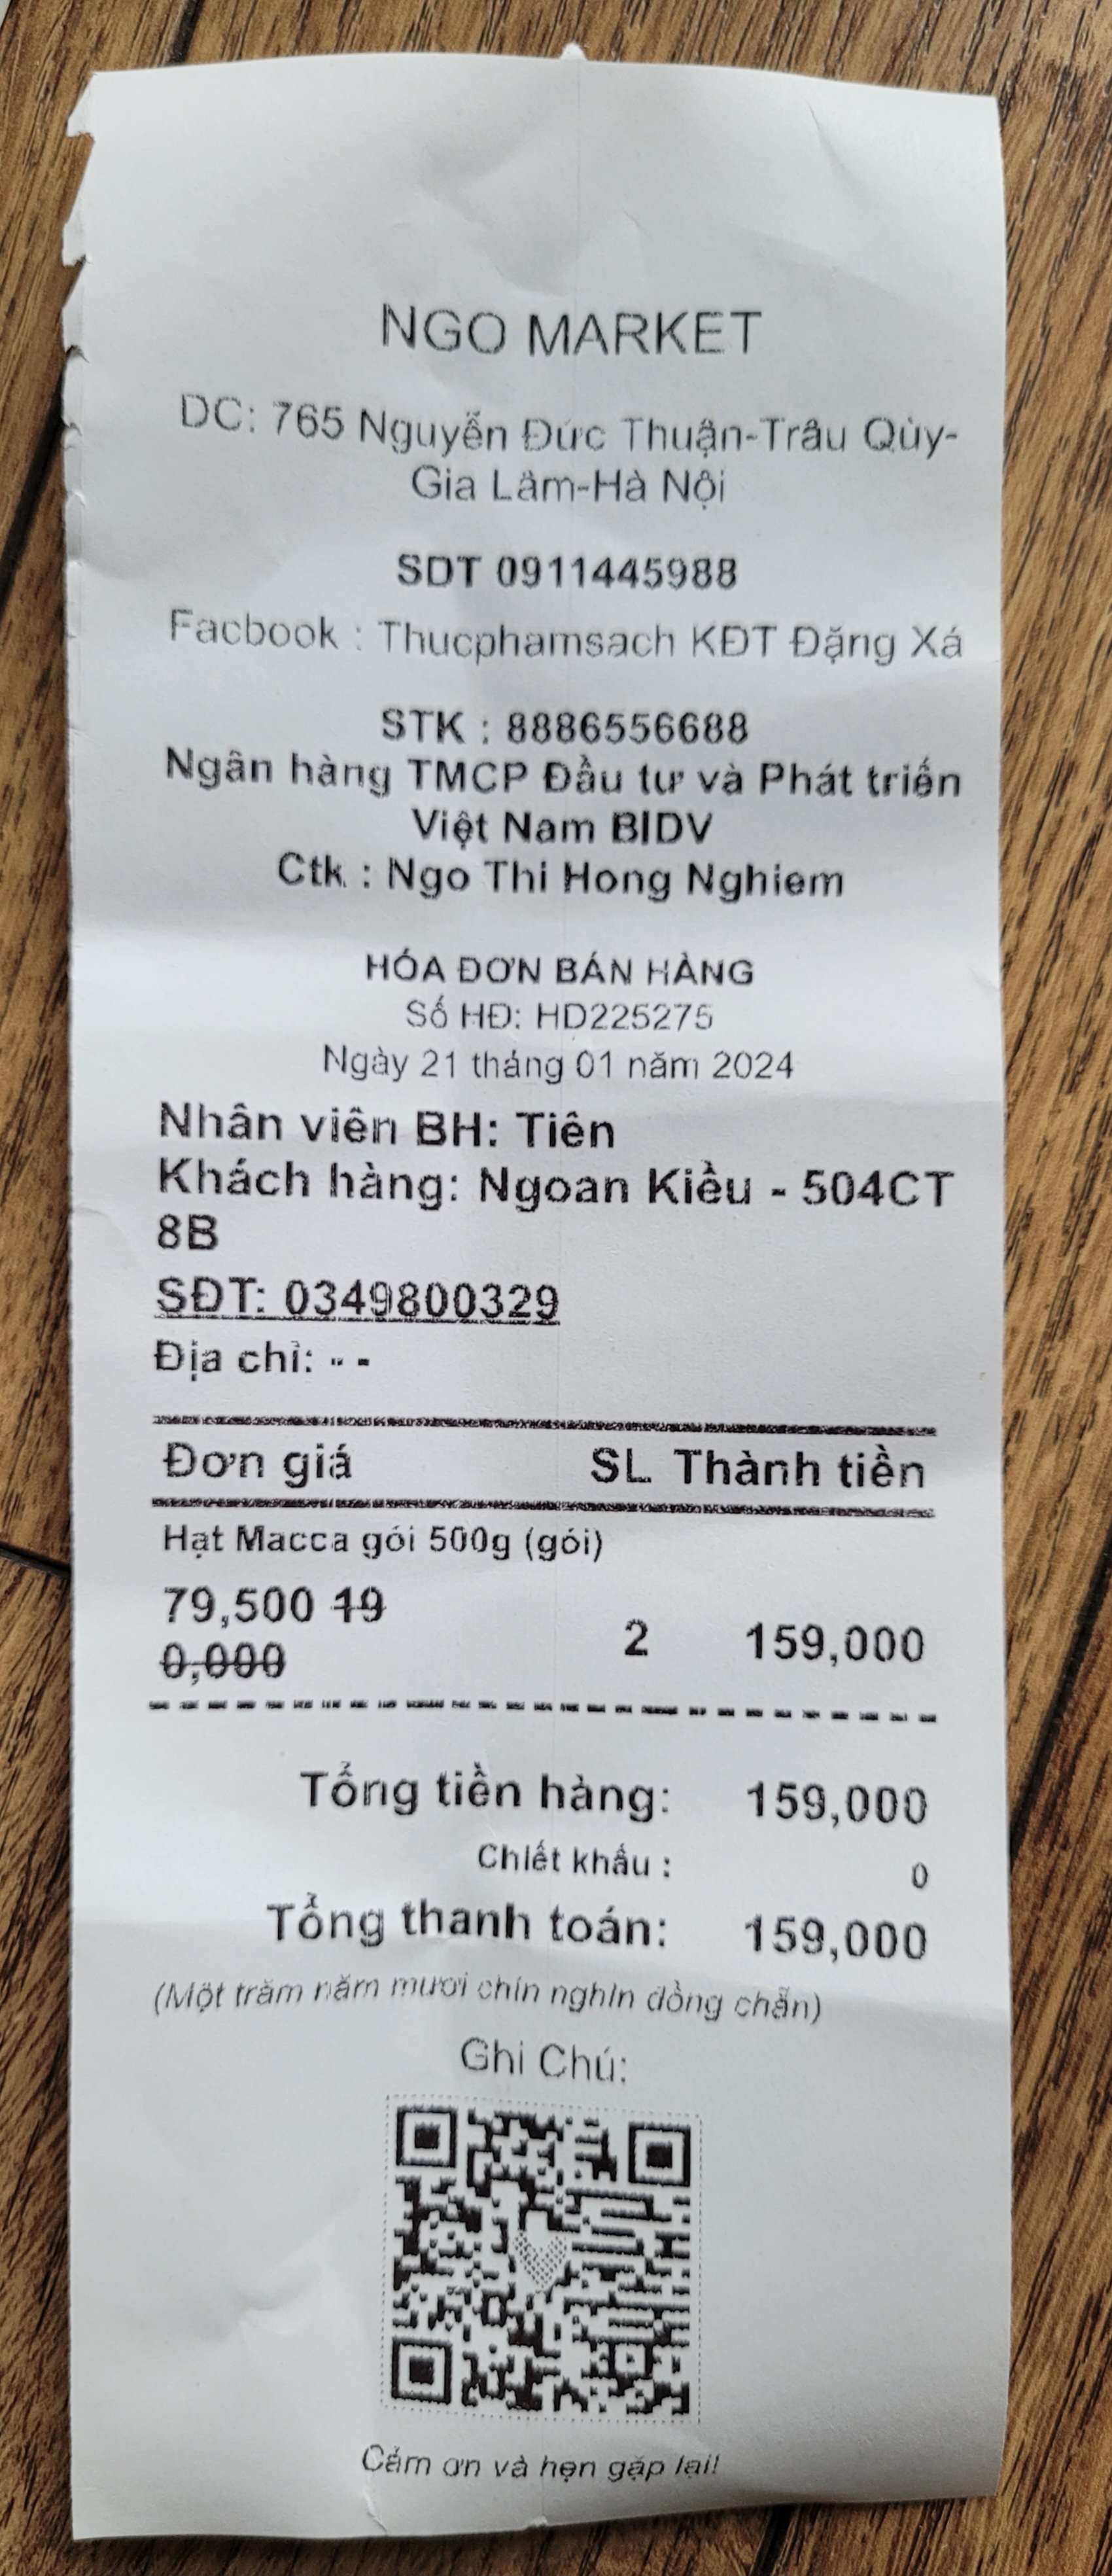 NGO MARKET
DC: 765 Nguyễn Đức Thuận-Trâu Qùy-
Gia Lâm-Hà Nội
SDT 0911445988
Facbook : Thucphamsach KĐT Đặng Xá
STK : 8886556688
Ngân hàng TMCP Đầu tư và Phát triển
Việt Nam BIDV
Ctk : Ngo Thi Hong Nghiem
HÓA ĐƠN BÁN HÀNG
Số HĐ: HD225275
Ngày 21 tháng 01 năm 2024
Nhân viên BH: Tiên
Khách hàng: Ngoan Kiều - 504CT
8B
SĐT: 0349800329
Địa chỉ: - -
Đơn giá SL Thành tiền
Hạt Macca gói 500g (gói)
79,500 19
0,000 2 159,000
Tổng tiền hàng: 159,000
Chiết khấu : 0
Tổng thanh toán: 159,000
(Một trăm năm mươi chín nghìn đồng chẵn)
Ghi Chú:
Cảm ơn và hẹn gặp lại!